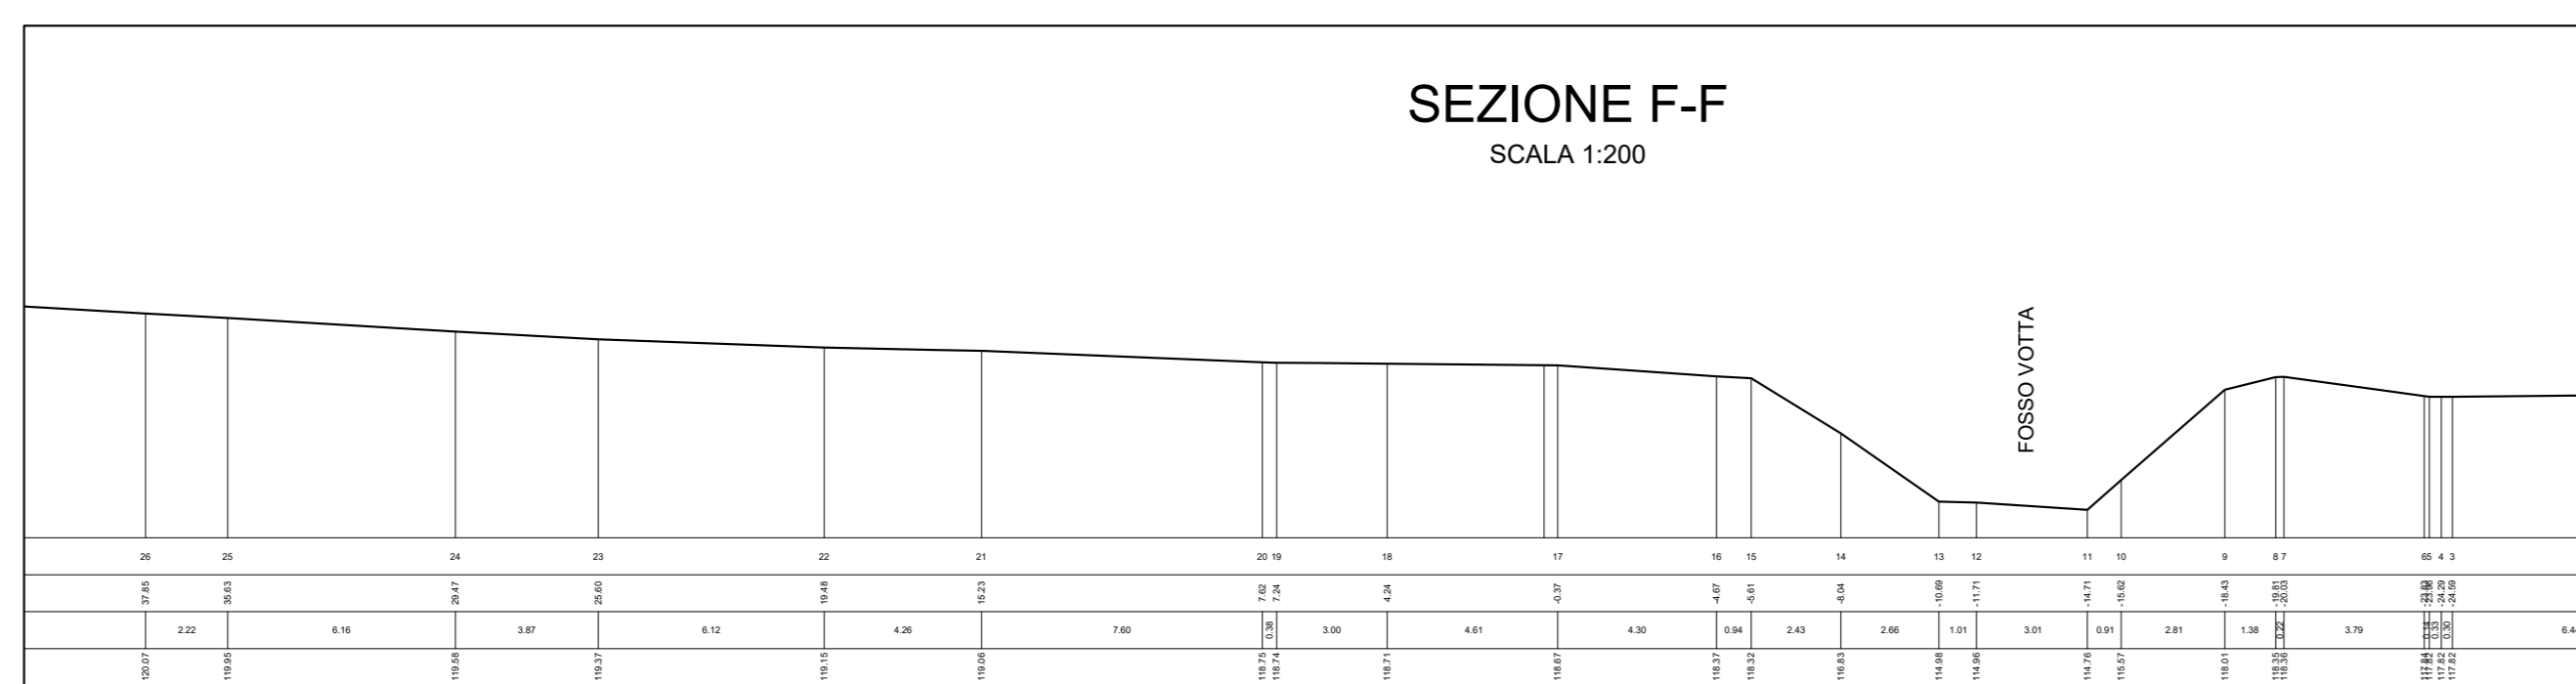 SEZIONE F-F
SCALA 1:200
FOSSO VOTTA
26 25 24 23 22 21 20 19 18 17 16 15 14 13 12 11 10 9 8 7 6 5 4 3
37.85 35.63 29.47 25.60 19.48 15.23 7.62 7.24 4.24 -0.37 -4.67 -5.61 -8.04 -10.69 -11.71 -14.71 -15.62 -18.43 -19.81 -20.03 -24.29 -24.59
2.22 6.16 3.87 6.12 4.26 7.60 0.38 3.00 4.61 4.30 0.94 2.43 2.66 1.01 3.01 0.91 2.81 1.38 0.22 3.79 0.14 0.33 0.30
120.07 119.95 119.58 119.37 119.15 119.06 118.75 118.74 118.71 118.67 118.37 118.32 116.83 114.98 114.96 114.76 115.57 118.01 118.35 118.36 117.84 117.82 117.82 117.82